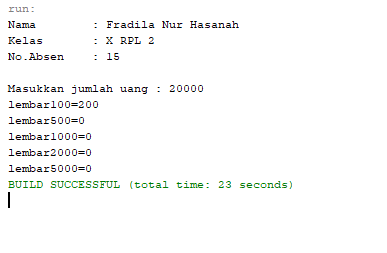 run:
Nama        : Fradila Nur Hasanah
Kelas       : X RPL 2
No.Absen    : 15
Masukkan jumlah uang : 20000
lembar100=200
lembar500=0
lembar1000=0
lembar2000=0
lembar5000=0
BUILD SUCCESSFUL (total time: 23 seconds)